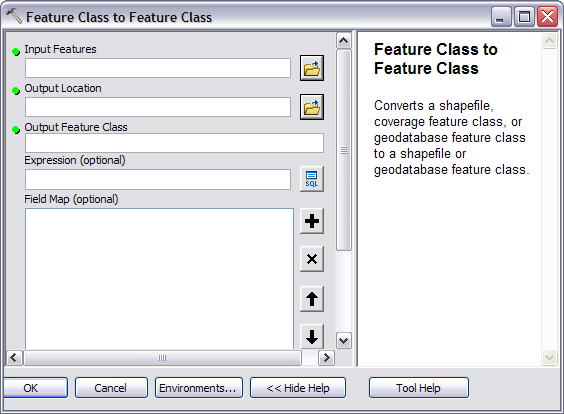 Feature Class to Feature Class
Input Features
Output Location
Output Feature Class
Expression (optional)
SQL
Field Map (optional)
Feature Class to
Feature Class
Converts a shapefile,
coverage feature class, or
geodatabase feature class
to a shapefile or
geodatabase feature class.
OK
Cancel
Environments...
<< Hide Help
Tool Help